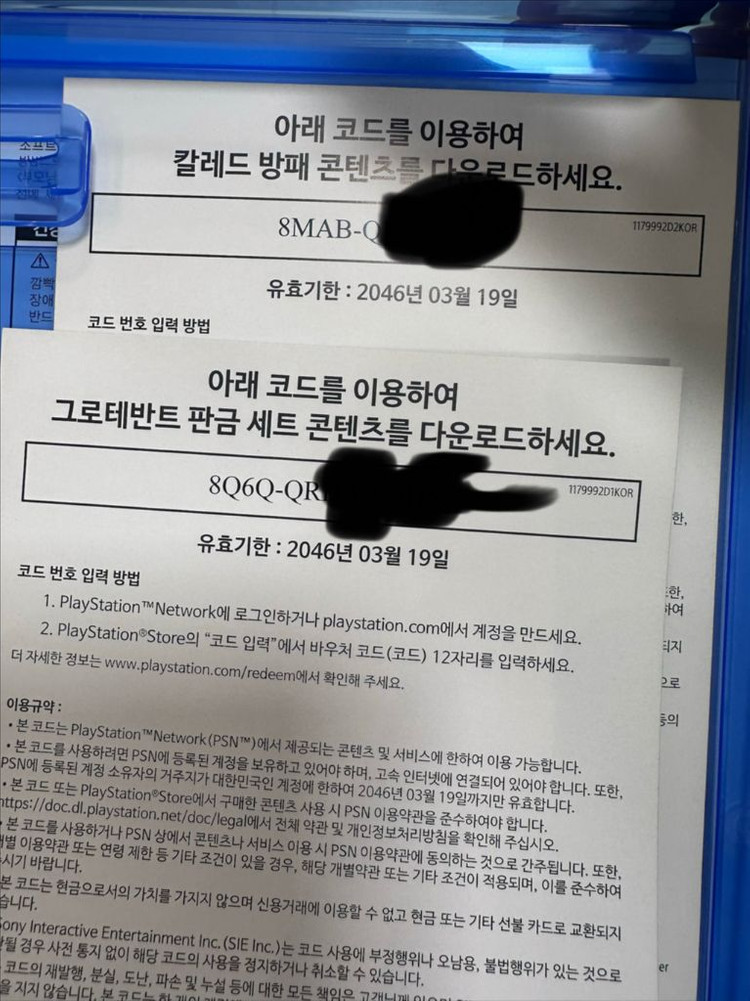 아래 코드를 이용하여
칼레드 방패 콘텐츠를 다운로드하세요.
8MAB-Q
1179992D2KOR
유효기한 : 2046년 03월 19일
코드 번호 입력 방법
아래 코드를 이용하여
그로테반트 판금 세트 콘텐츠를 다운로드하세요.
8Q6Q-QR
1179992D1KOR
유효기한 : 2046년 03월 19일
코드 번호 입력 방법
1. PlayStation™Network에 로그인하거나 playstation.com에서 계정을 만드세요.
2. PlayStation®Store의 “코드 입력”에서 바우처 코드(코드) 12자리를 입력하세요.
더 자세한 정보는 www.playstation.com/redeem에서 확인해 주세요.
이용규약 :
• 본 코드는 PlayStation™Network(PSN™)에서 제공되는 콘텐츠 및 서비스에 한하여 이용 가능합니다.
• 본 코드를 사용하려면 PSN에 등록된 계정을 보유하고 있어야 하며, 고속 인터넷에 연결되어 있어야 합니다. 또한,
PSN에 등록된 계정 소유자의 거주지가 대한민국인 계정에 한하여 2046년 03월 19일까지만 유효합니다.
• 본 코드 또는 PlayStation®Store에서 구매한 콘텐츠 사용 시 PSN 이용약관을 준수하여야 합니다.
https://doc.dl.playstation.net/doc/legal에서 전체 약관 및 개인정보처리방침을 확인해 주십시오.
• 본 코드를 사용하거나 PSN 상에서 콘텐츠나 서비스 이용 시 PSN 이용약관에 동의하는 것으로 간주됩니다. 또한,
개별 이용약관 또는 연령 제한 등 기타 조건이 있을 경우, 해당 개별약관 또는 기타 조건이 적용되며, 이를 준수하여
주시기 바랍니다.
본 코드는 현금으로서의 가치를 가지지 않으며 신용거래에 이용할 수 없고 현금 또는 기타 선불 카드로 교환되지
않습니다.
Sony Interactive Entertainment Inc. (SIE Inc.)는 코드 사용에 부정행위나 오남용, 불법행위가 있는 것으로
될 경우 사전 통지 없이 해당 코드의 사용을 정지하거나 취소할 수 있습니다.
코드의 재발행, 분실, 도난, 파손 및 누설 등에 대한 모든 책임은 고객님께
을 지지 않습니다.